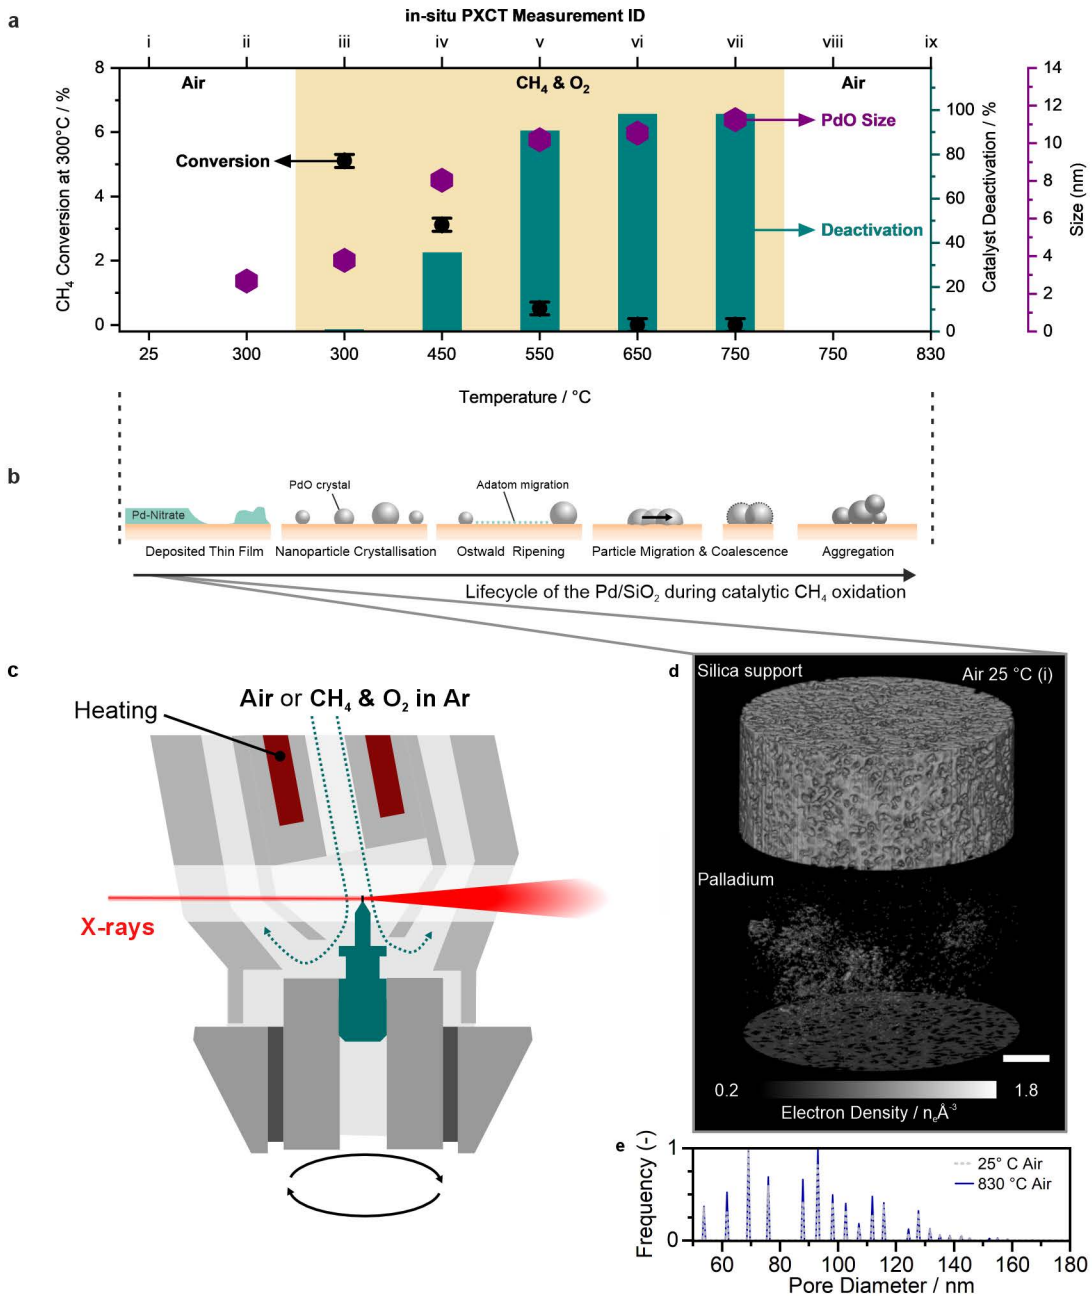 a
in-situ PXCT Measurement ID
i ii iii iv v vi vii viii ix
Air CH₄ & O₂ Air
CH₄ Conversion at 300°C / %
8
6
4
2
0
Conversion
PdO Size
Deactivation
Catalyst Deactivation / %
100
80
60
40
20
0
Size (nm)
14
12
10
8
6
4
2
0
25 300 300 450 550 650 750 750 830
Temperature / °C
b
Pd-Nitrate
PdO crystal
Adatom migration
Deposited Thin Film Nanoparticle Crystallisation Ostwald Ripening Particle Migration & Coalescence Aggregation
Lifecycle of the Pd/SiO₂ during catalytic CH₄ oxidation
c
Air or CH₄ & O₂ in Ar
Heating
X-rays
d
Silica support Air 25 °C (i)
Palladium
0.2 1.8
Electron Density / nₑÅ⁻³
e
Frequency (-)
1
0
25° C Air
830 °C Air
60 80 100 120 140 160 180
Pore Diameter / nm